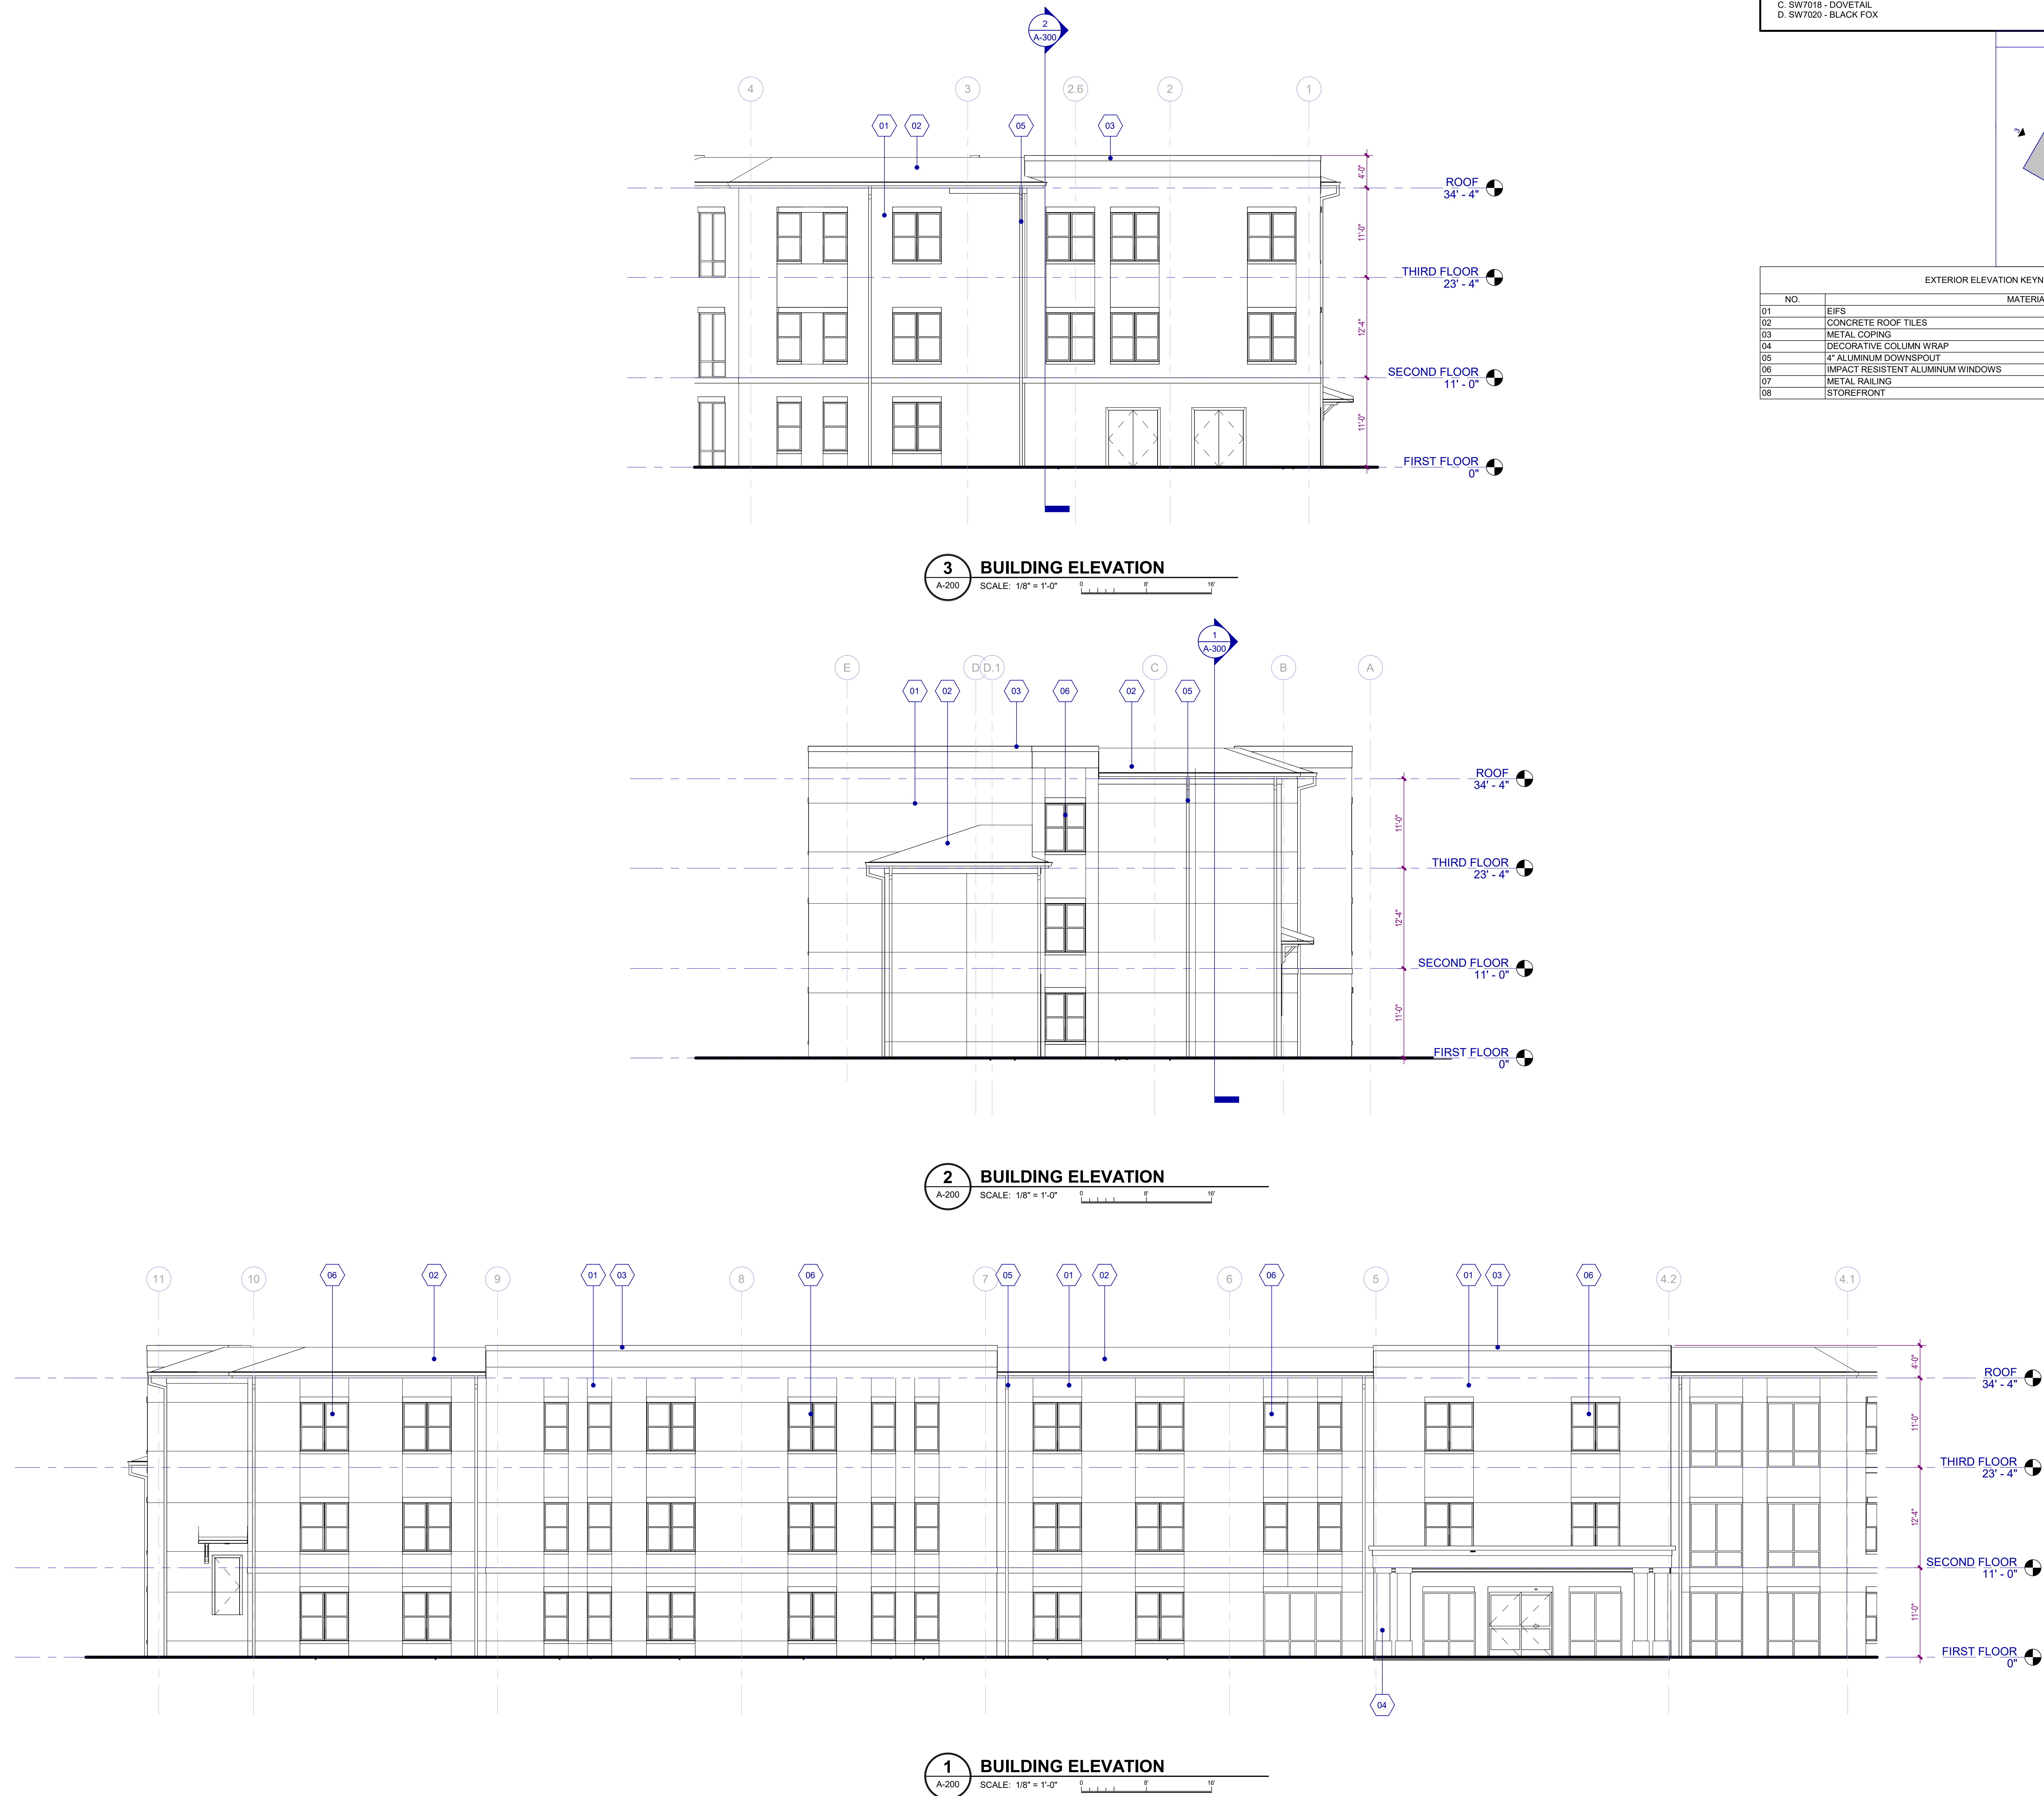 C. SW7018 - DOVETAIL
D. SW7020 - BLACK FOX
2
A-300
4
3
2.6
2
1
01
02
05
03
4'-0"
ROOF
34' - 4"
11'-0"
THIRD FLOOR
23' - 4"
12'-4"
SECOND FLOOR
11' - 0"
11'-0"
FIRST FLOOR
0"
3
EXTERIOR ELEVATION KEYN
NO.
MATERIA
01 EIFS
02 CONCRETE ROOF TILES
03 METAL COPING
04 DECORATIVE COLUMN WRAP
05 4" ALUMINUM DOWNSPOUT
06 IMPACT RESISTENT ALUMINUM WINDOWS
07 METAL RAILING
08 STOREFRONT
3
A-200
BUILDING ELEVATION
SCALE: 1/8" = 1'-0"
0 8' 16'
1
A-300
E
D
D.1
C
B
A
01
02
03
06
02
05
ROOF
34' - 4"
11'-0"
THIRD FLOOR
23' - 4"
12'-4"
SECOND FLOOR
11' - 0"
11'-0"
FIRST FLOOR
0"
2
A-200
BUILDING ELEVATION
SCALE: 1/8" = 1'-0"
0 8' 16'
11
10
06
02
9
01
03
8
06
7
05
01
02
6
06
5
01
03
06
4.2
4.1
4'-0"
ROOF
34' - 4"
11'-0"
THIRD FLOOR
23' - 4"
12'-4"
SECOND FLOOR
11' - 0"
11'-0"
FIRST FLOOR
0"
04
1
A-200
BUILDING ELEVATION
SCALE: 1/8" = 1'-0"
0 8' 16'